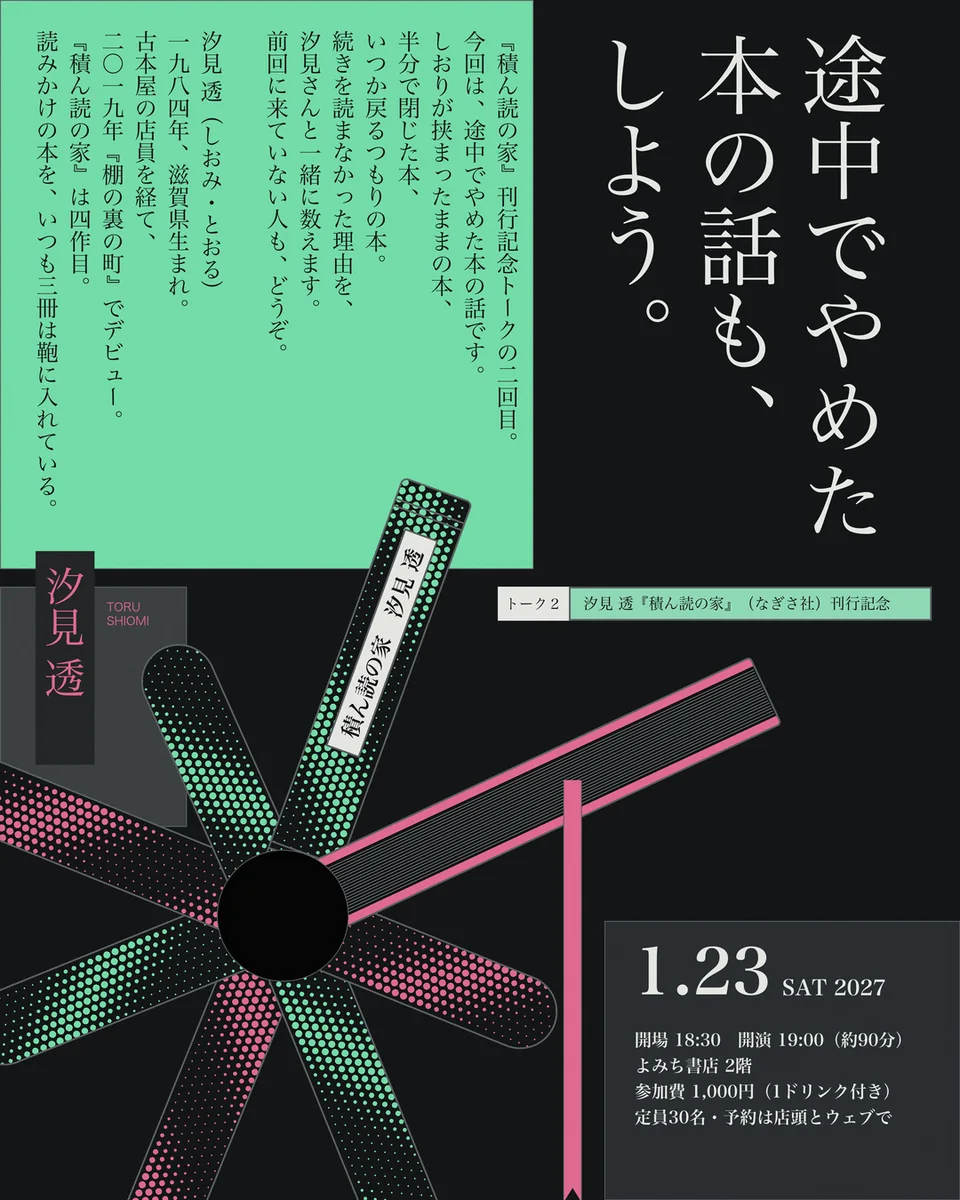 途中でやめた
本の話も、
しよう。
『積ん読の家』刊行記念トークの二回目。
今回は、途中でやめた本の話です。
しおりが挟まったままの本、
半分で閉じた本、
いつか戻るつもりの本。
続きを読まなかった理由を、
汐見さんと一緒に数えます。
前回に来ていない人も、どうぞ。
汐見 透（しおみ・とおる）
一九八四年、滋賀県生まれ。
古本屋の店員を経て、
二〇一九年『棚の裏の町』でデビュー。
『積ん読の家』は四作目。
読みかけの本を、いつも三冊は鞄に入れている。
トーク2
汐見 透『積ん読の家』（なぎさ社）刊行記念
汐見 透
TORU
SHIOMI
積ん読の家 汐見 透
1.23 SAT 2027
開場 18:30　開演 19:00（約90分）
よみち書店 2階
参加費 1,000円（1ドリンク付き）
定員30名・予約は店頭とウェブで